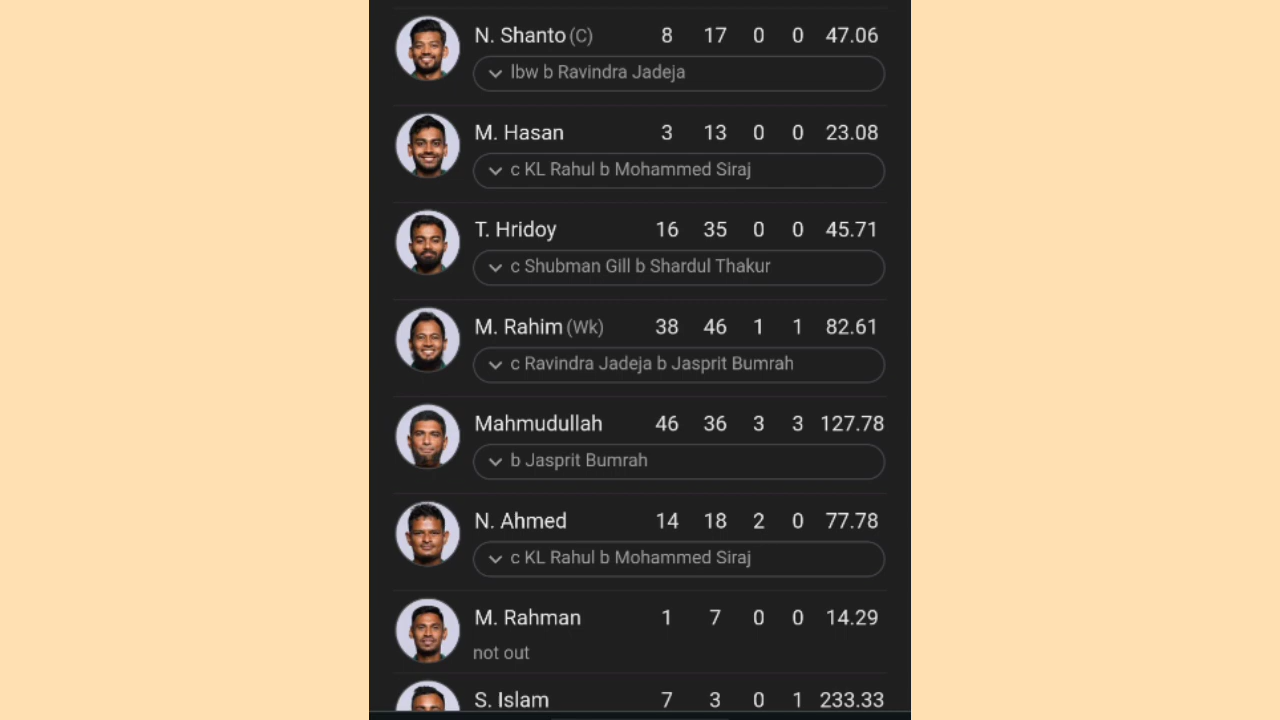 N. Shanto (C) 8 17 0 0 47.06
lbw b Ravindra Jadeja
M. Hasan 3 13 0 0 23.08
c KL Rahul b Mohammed Siraj
T. Hridoy 16 35 0 0 45.71
c Shubman Gill b Shardul Thakur
M. Rahim (Wk) 38 46 1 1 82.61
c Ravindra Jadeja b Jasprit Bumrah
Mahmudullah 46 36 3 3 127.78
b Jasprit Bumrah
N. Ahmed 14 18 2 0 77.78
c KL Rahul b Mohammed Siraj
M. Rahman 1 7 0 0 14.29
not out
S. Islam 7 3 0 1 233.33